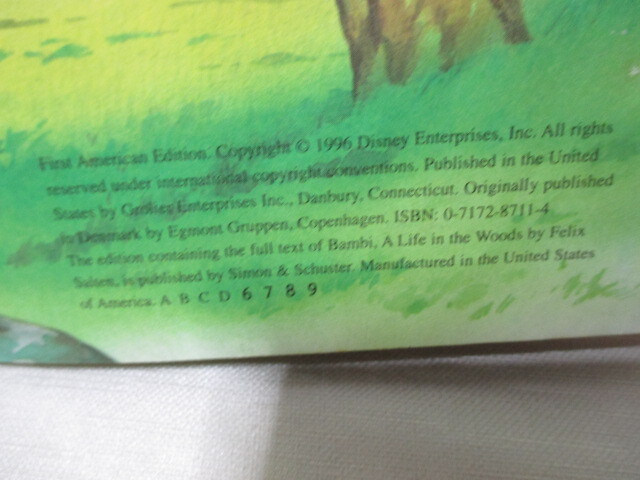 First American Edition. Copyright © 1996 Disney Enterprises, Inc. All rights
reserved under international copyright conventions. Published in the United
States by Grolier Enterprises Inc., Danbury, Connecticut. Originally published
in Denmark by Egmont Gruppen, Copenhagen. ISBN: 0-7172-8711-4
The edition containing the full text of Bambi, A Life in the Woods by Felix
Salten, is published by Simon & Schuster. Manufactured in the United States
of America. A B C D 6 7 8 9